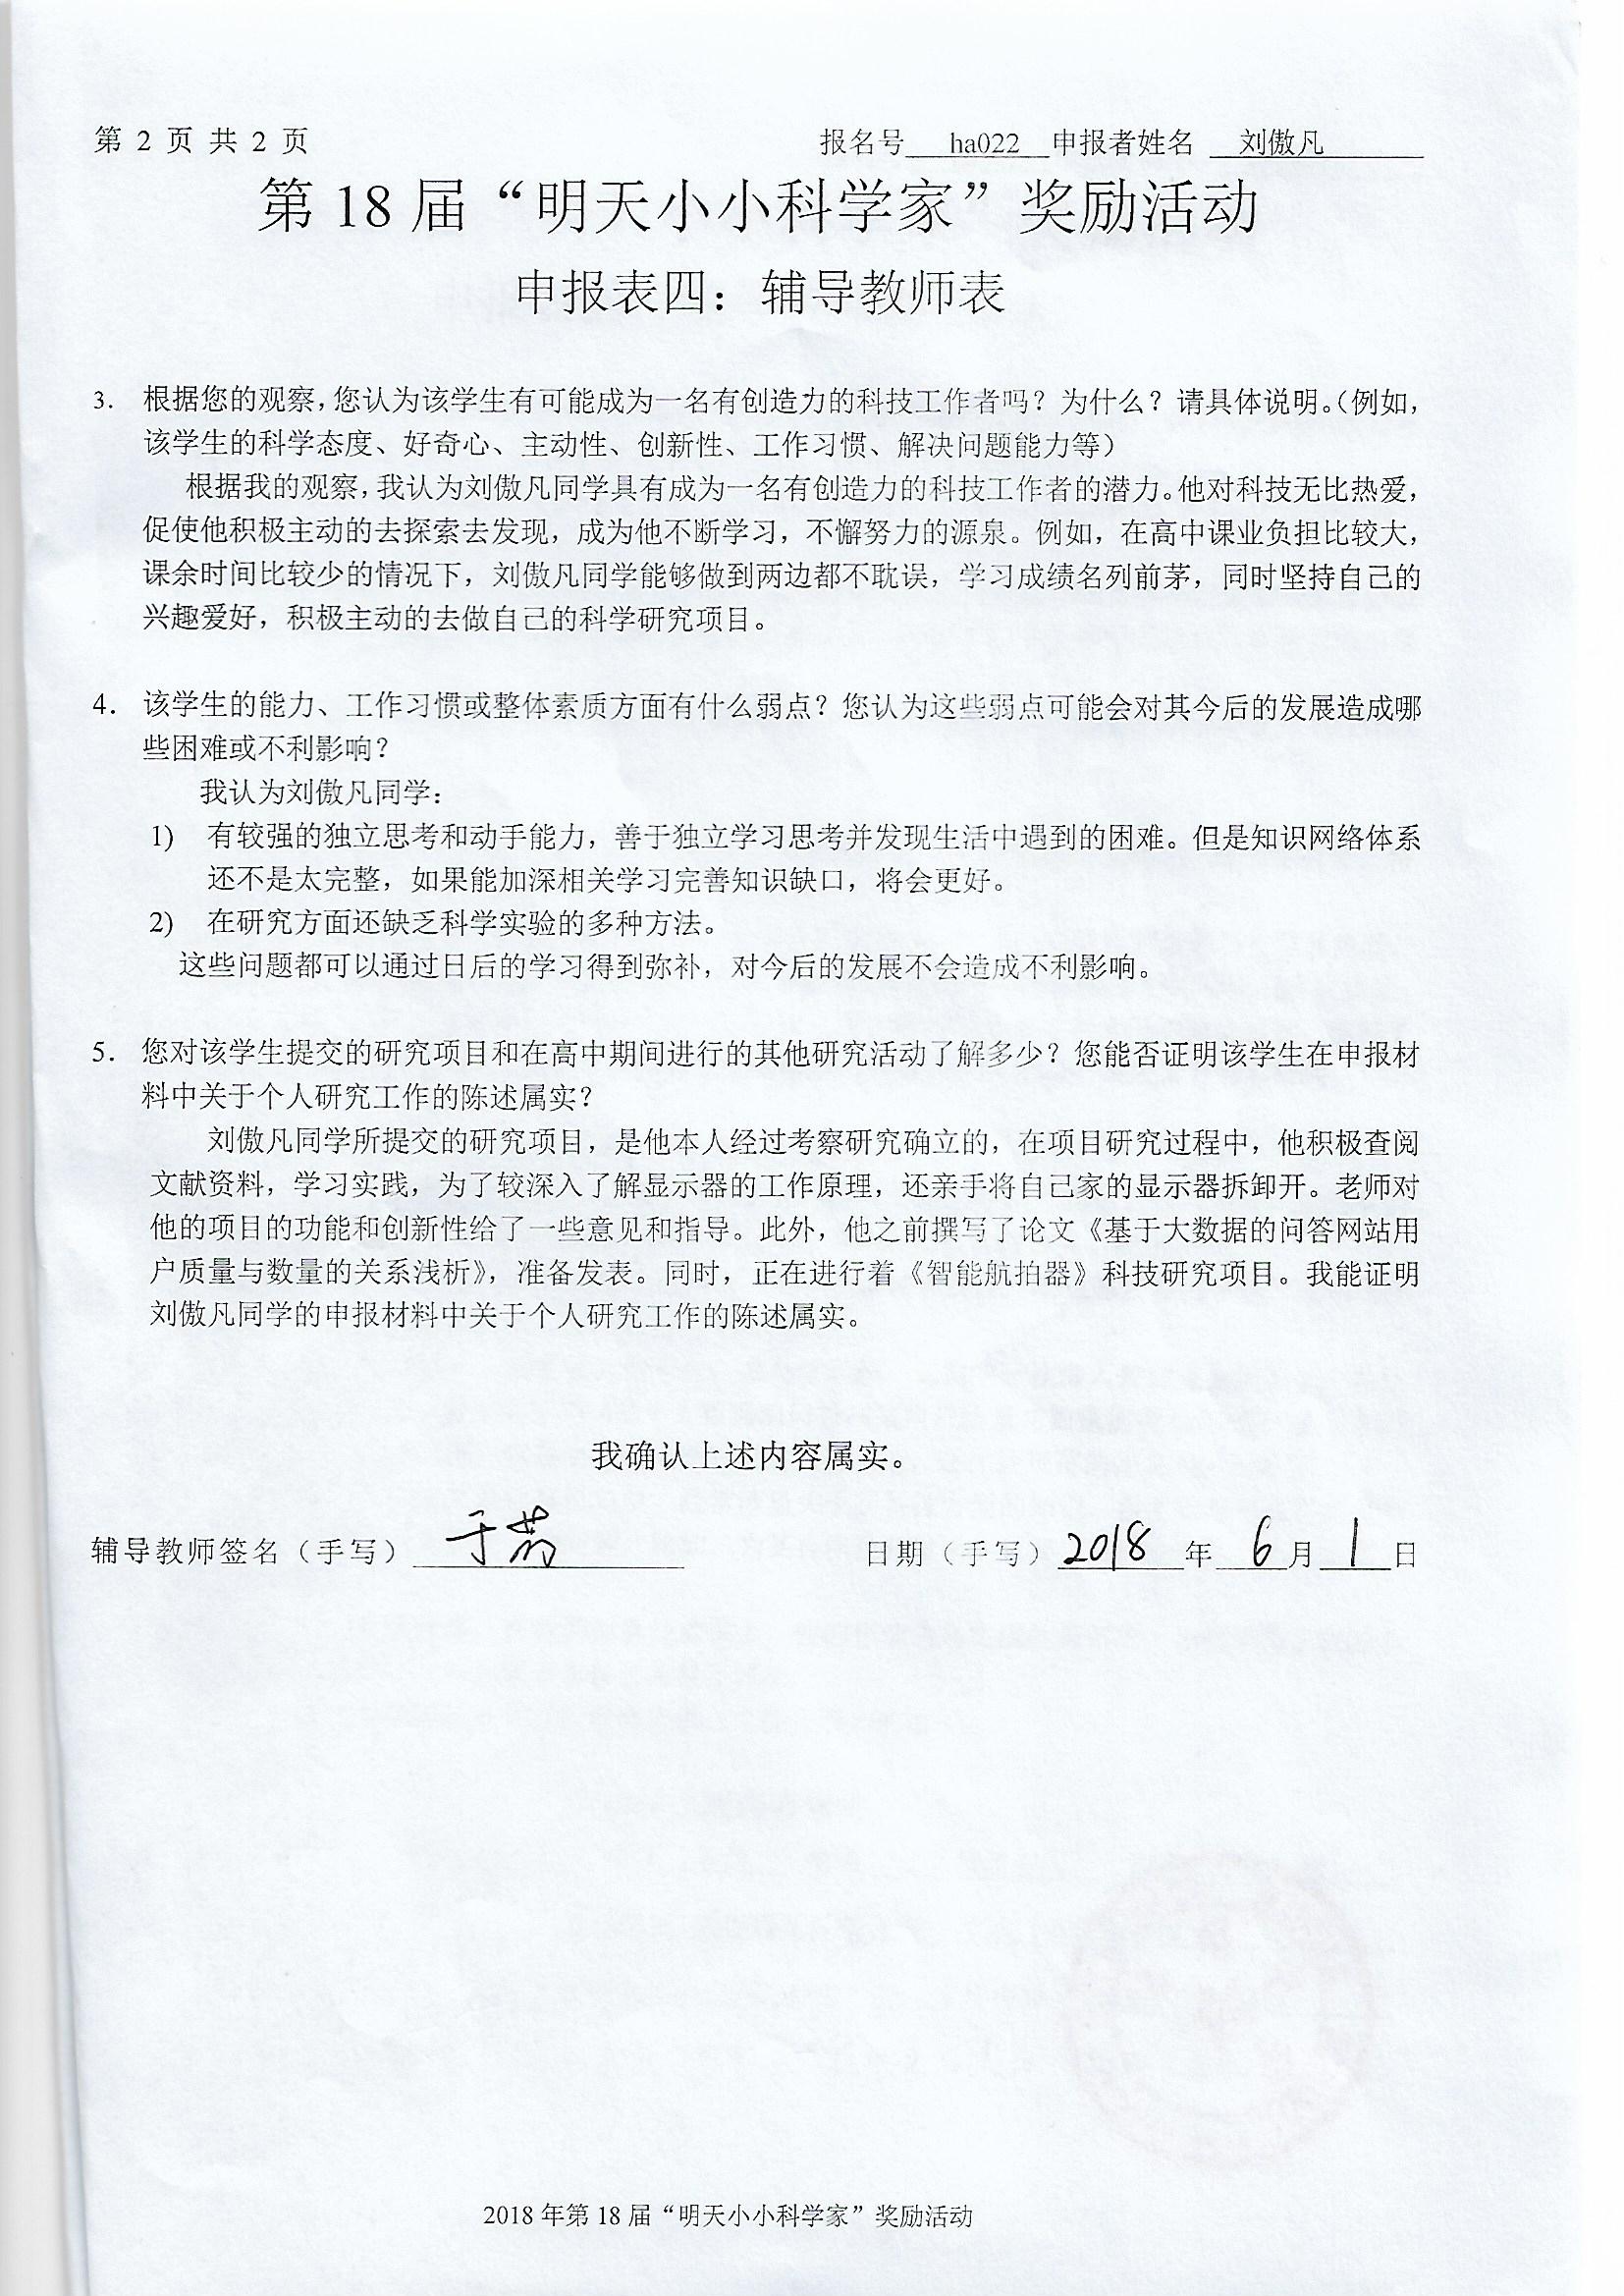 第 2 页 共 2 页 报名号 ha022 申报者姓名 刘傲凡
第 18 届“明天小小科学家”奖励活动
申报表四：辅导教师表
3. 根据您的观察，您认为该学生有可能成为一名有创造力的科技工作者吗？为什么？请具体说明。（例如，
该学生的科学态度、好奇心、主动性、创新性、工作习惯、解决问题能力等）
根据我的观察，我认为刘傲凡同学具有成为一名有创造力的科技工作者的潜力。他对科技无比热爱，
促使他积极主动的去探索去发现，成为他不断学习，不懈努力的源泉。例如，在高中课业负担比较大，
课余时间比较少的情况下，刘傲凡同学能够做到两边都不耽误，学习成绩名列前茅，同时坚持自己的
兴趣爱好，积极主动的去做自己的科学研究项目。
4. 该学生的能力、工作习惯或整体素质方面有什么弱点？您认为这些弱点可能会对其今后的发展造成哪
些困难或不利影响？
我认为刘傲凡同学：
1) 有较强的独立思考和动手能力，善于独立学习思考并发现生活中遇到的困难。但是知识网络体系
还不是太完整，如果能加深相关学习完善知识缺口，将会更好。
2) 在研究方面还缺乏科学实验的多种方法。
这些问题都可以通过日后的学习得到弥补，对今后的发展不会造成不利影响。
5. 您对该学生提交的研究项目和在高中期间进行的其他研究活动了解多少？您能否证明该学生在申报材
料中关于个人研究工作的陈述属实？
刘傲凡同学所提交的研究项目，是他本人经过考察研究确立的，在项目研究过程中，他积极查阅
文献资料，学习实践，为了较深入了解显示器的工作原理，还亲手将自己家的显示器拆卸开。老师对
他的项目的功能和创新性给了一些意见和指导。此外，他之前撰写了论文《基于大数据的问答网站用
户质量与数量的关系浅析》，准备发表。同时，正在进行着《智能航拍器》科技研究项目。我能证明
刘傲凡同学的申报材料中关于个人研究工作的陈述属实。
我确认上述内容属实。
辅导教师签名（手写） 于 日期（手写） 2018 年 6 月 1 日
2018 年第 18 届“明天小小科学家”奖励活动